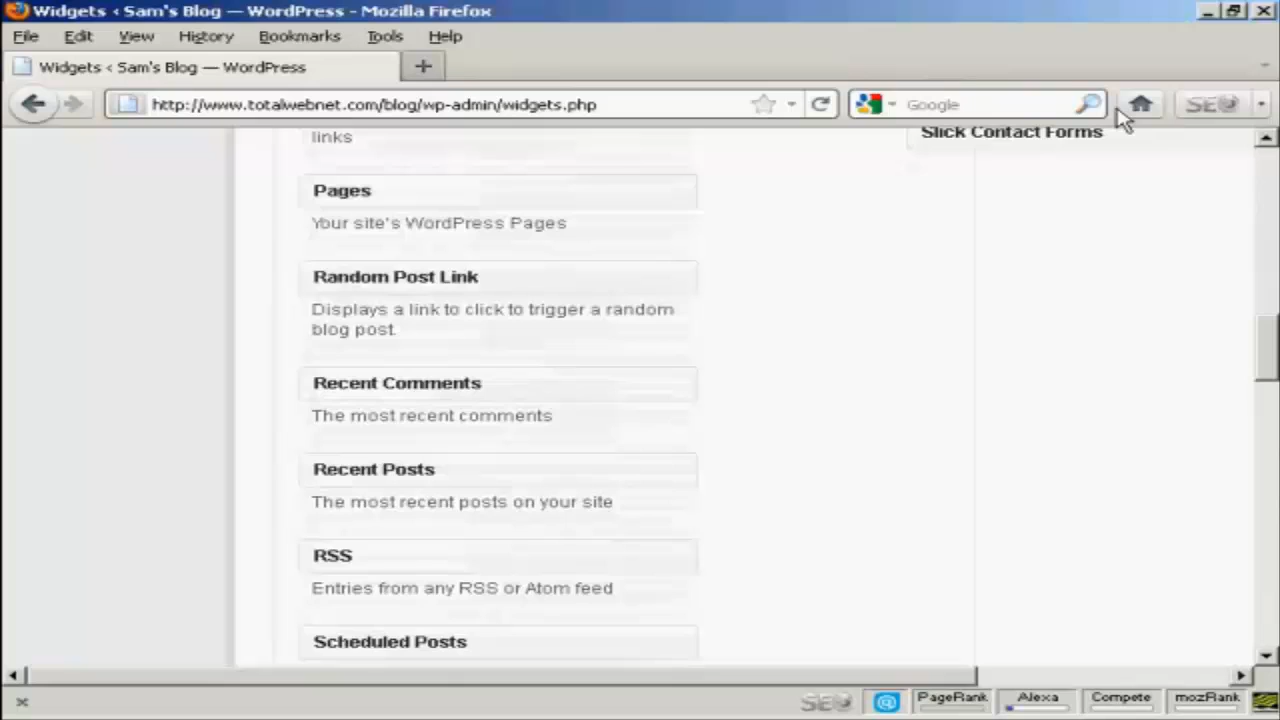 Widgets ‹ Sam's Blog — WordPress - Mozilla Firefox
File Edit View History Bookmarks Tools Help
Widgets ‹ Sam's Blog — WordPress
http://www.totalwebnet.com/blog/wp-admin/widgets.php
Google
SEO
links
Slick Contact Forms
Pages
Your site's WordPress Pages
Random Post Link
Displays a link to click to trigger a random
blog post.
Recent Comments
The most recent comments
Recent Posts
The most recent posts on your site
RSS
Entries from any RSS or Atom feed
Scheduled Posts
SEO PageRank Alexa Compete mozRank